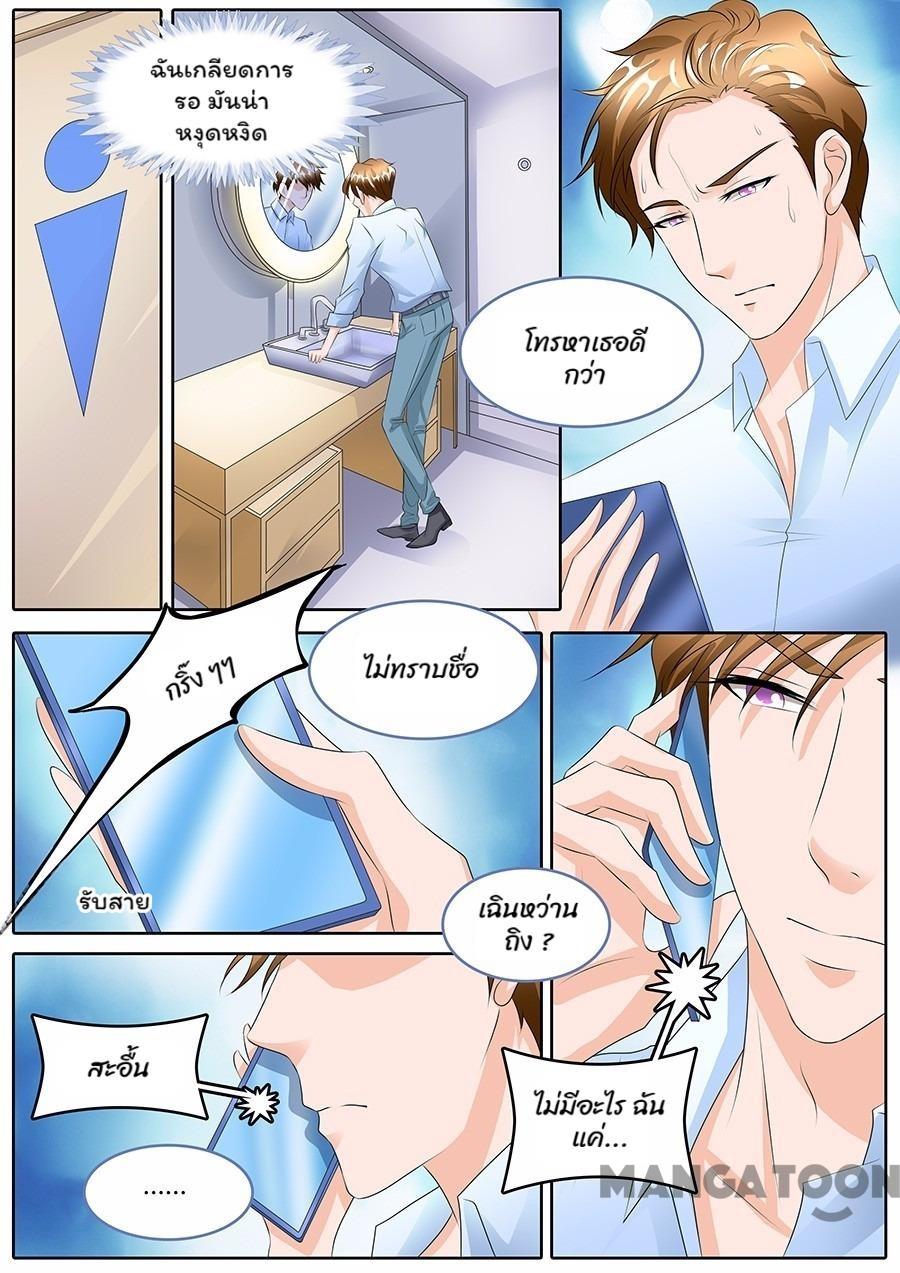 ฉันเกลียดการ
รอ มันน่า
หงุดหงิด
โทรหาเธอดี
กว่า
กริ๊ง ๆๆ
ไม่ทราบชื่อ
รับสาย
เฉินหว่าน
ถิง ?
สะอื้น
ไม่มีอะไร ฉัน
แค่...
......
MANGATOON